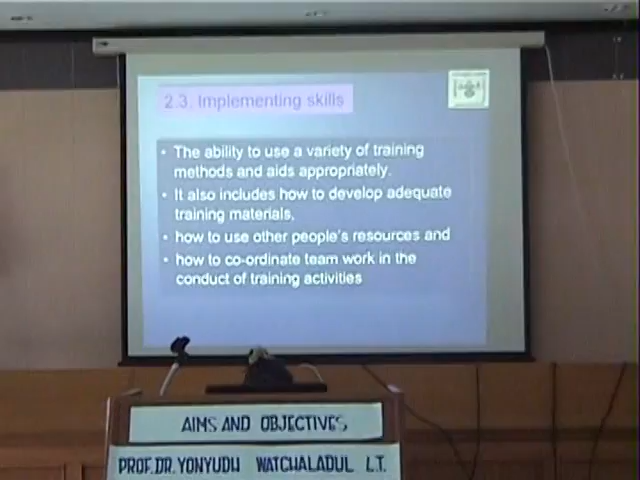 2.3. Implementing skills
• The ability to use a variety of training
methods and aids appropriately.
• It also includes how to develop adequate
training materials,
• how to use other people's resources and
• how to co-ordinate team work in the
conduct of training activities
AIMS AND OBJECTIVES
PROF.DR.YONYUDH WATCHALADUL L.T.